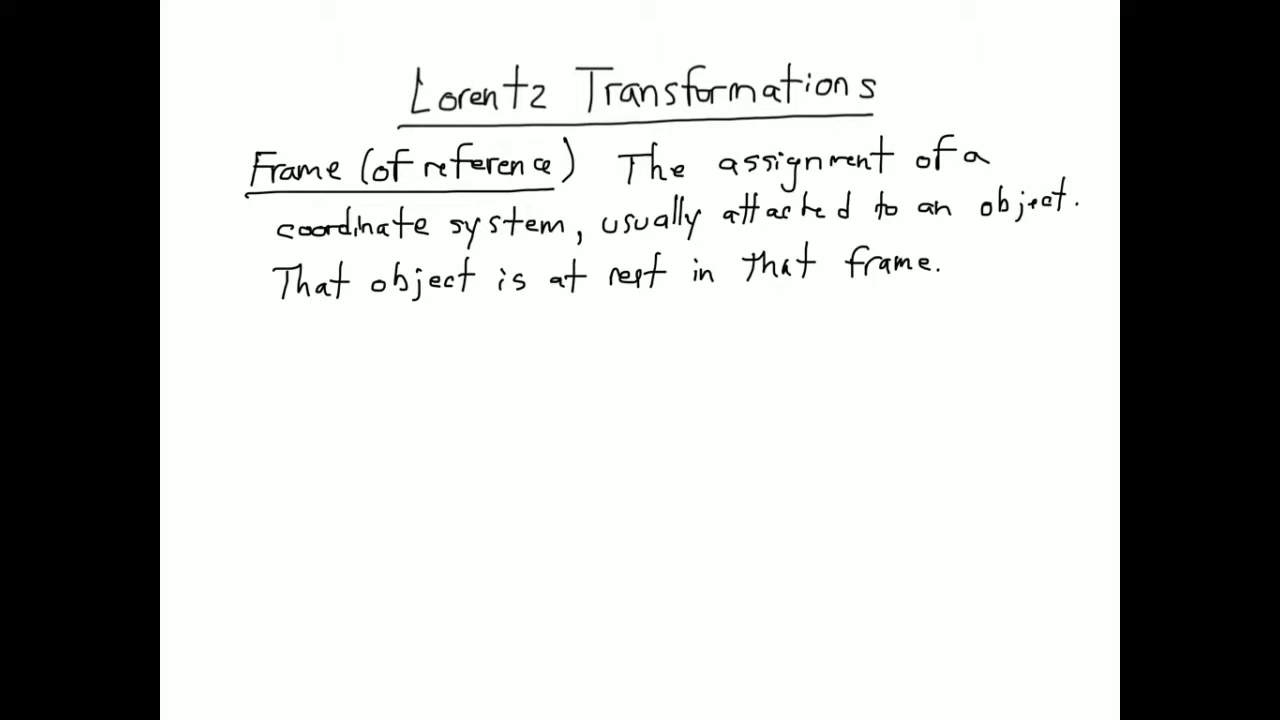 Lorentz Transformations
Frame (of reference) The assignment of a
coordinate system, usually attached to an object.
That object is at rest in that frame.